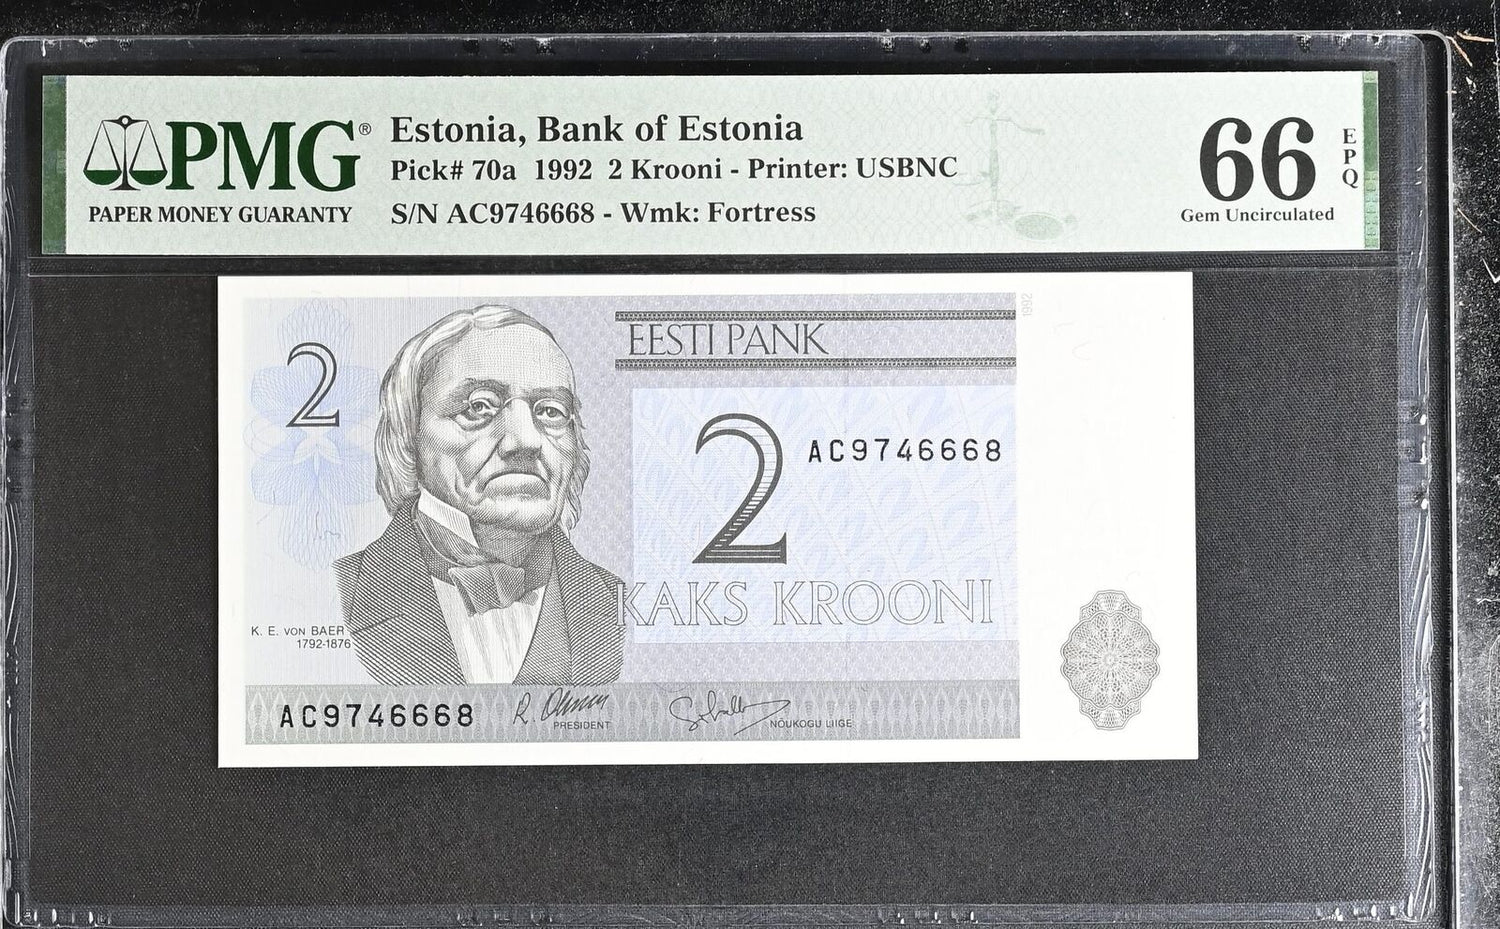 PMG®
PAPER MONEY GUARANTY
Estonia, Bank of Estonia
Pick# 70a 1992 2 Krooni - Printer: USBNC
S/N AC9746668 - Wmk: Fortress
66
EPQ
Gem Uncirculated
1992
2
EESTI PANK
2
AC9746668
KAKS KROONI
K. E. VON BAER
1792-1876
AC9746668
PRESIDENT
NÕUKOGU LIIGE